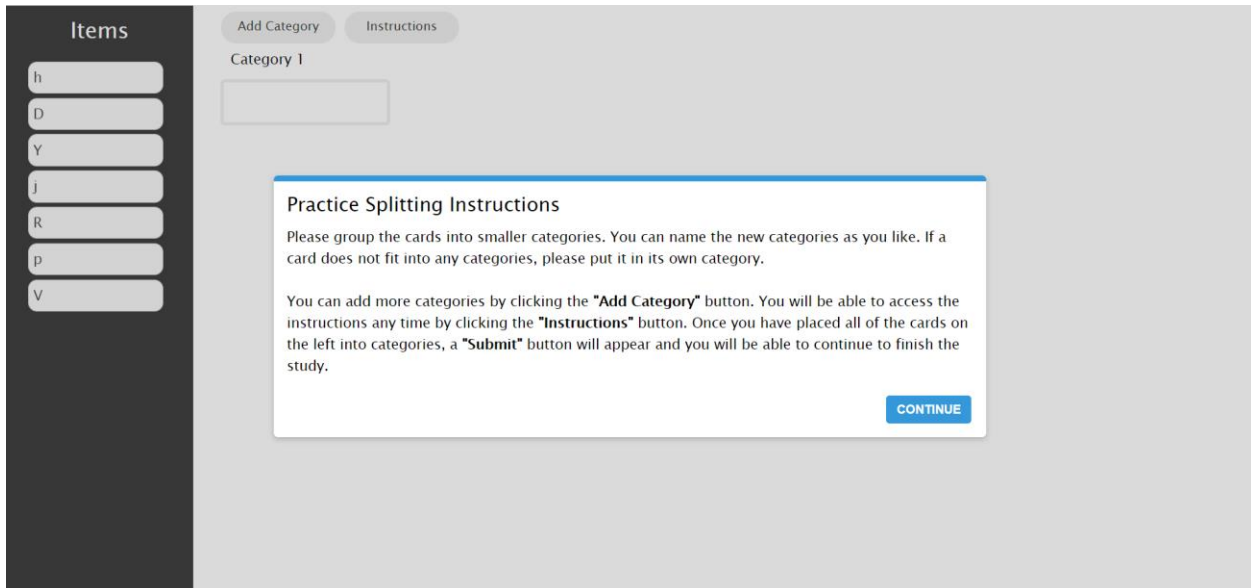 Items
h
D
Y
j
R
p
V
Add Category
Instructions
Category 1
Practice Splitting Instructions
Please group the cards into smaller categories. You can name the new categories as you like. If a
card does not fit into any categories, please put it in its own category.
You can add more categories by clicking the "Add Category" button. You will be able to access the
instructions any time by clicking the "Instructions" button. Once you have placed all of the cards on
the left into categories, a "Submit" button will appear and you will be able to continue to finish the
study.
CONTINUE